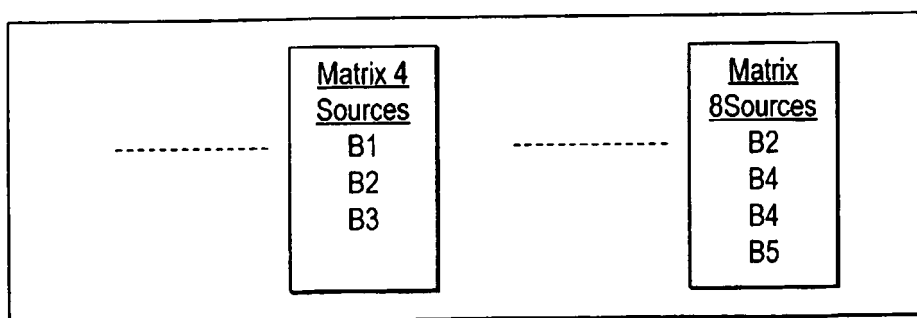 Matrix 4
Sources
B1
B2
B3
Matrix
8Sources
B2
B4
B4
B5